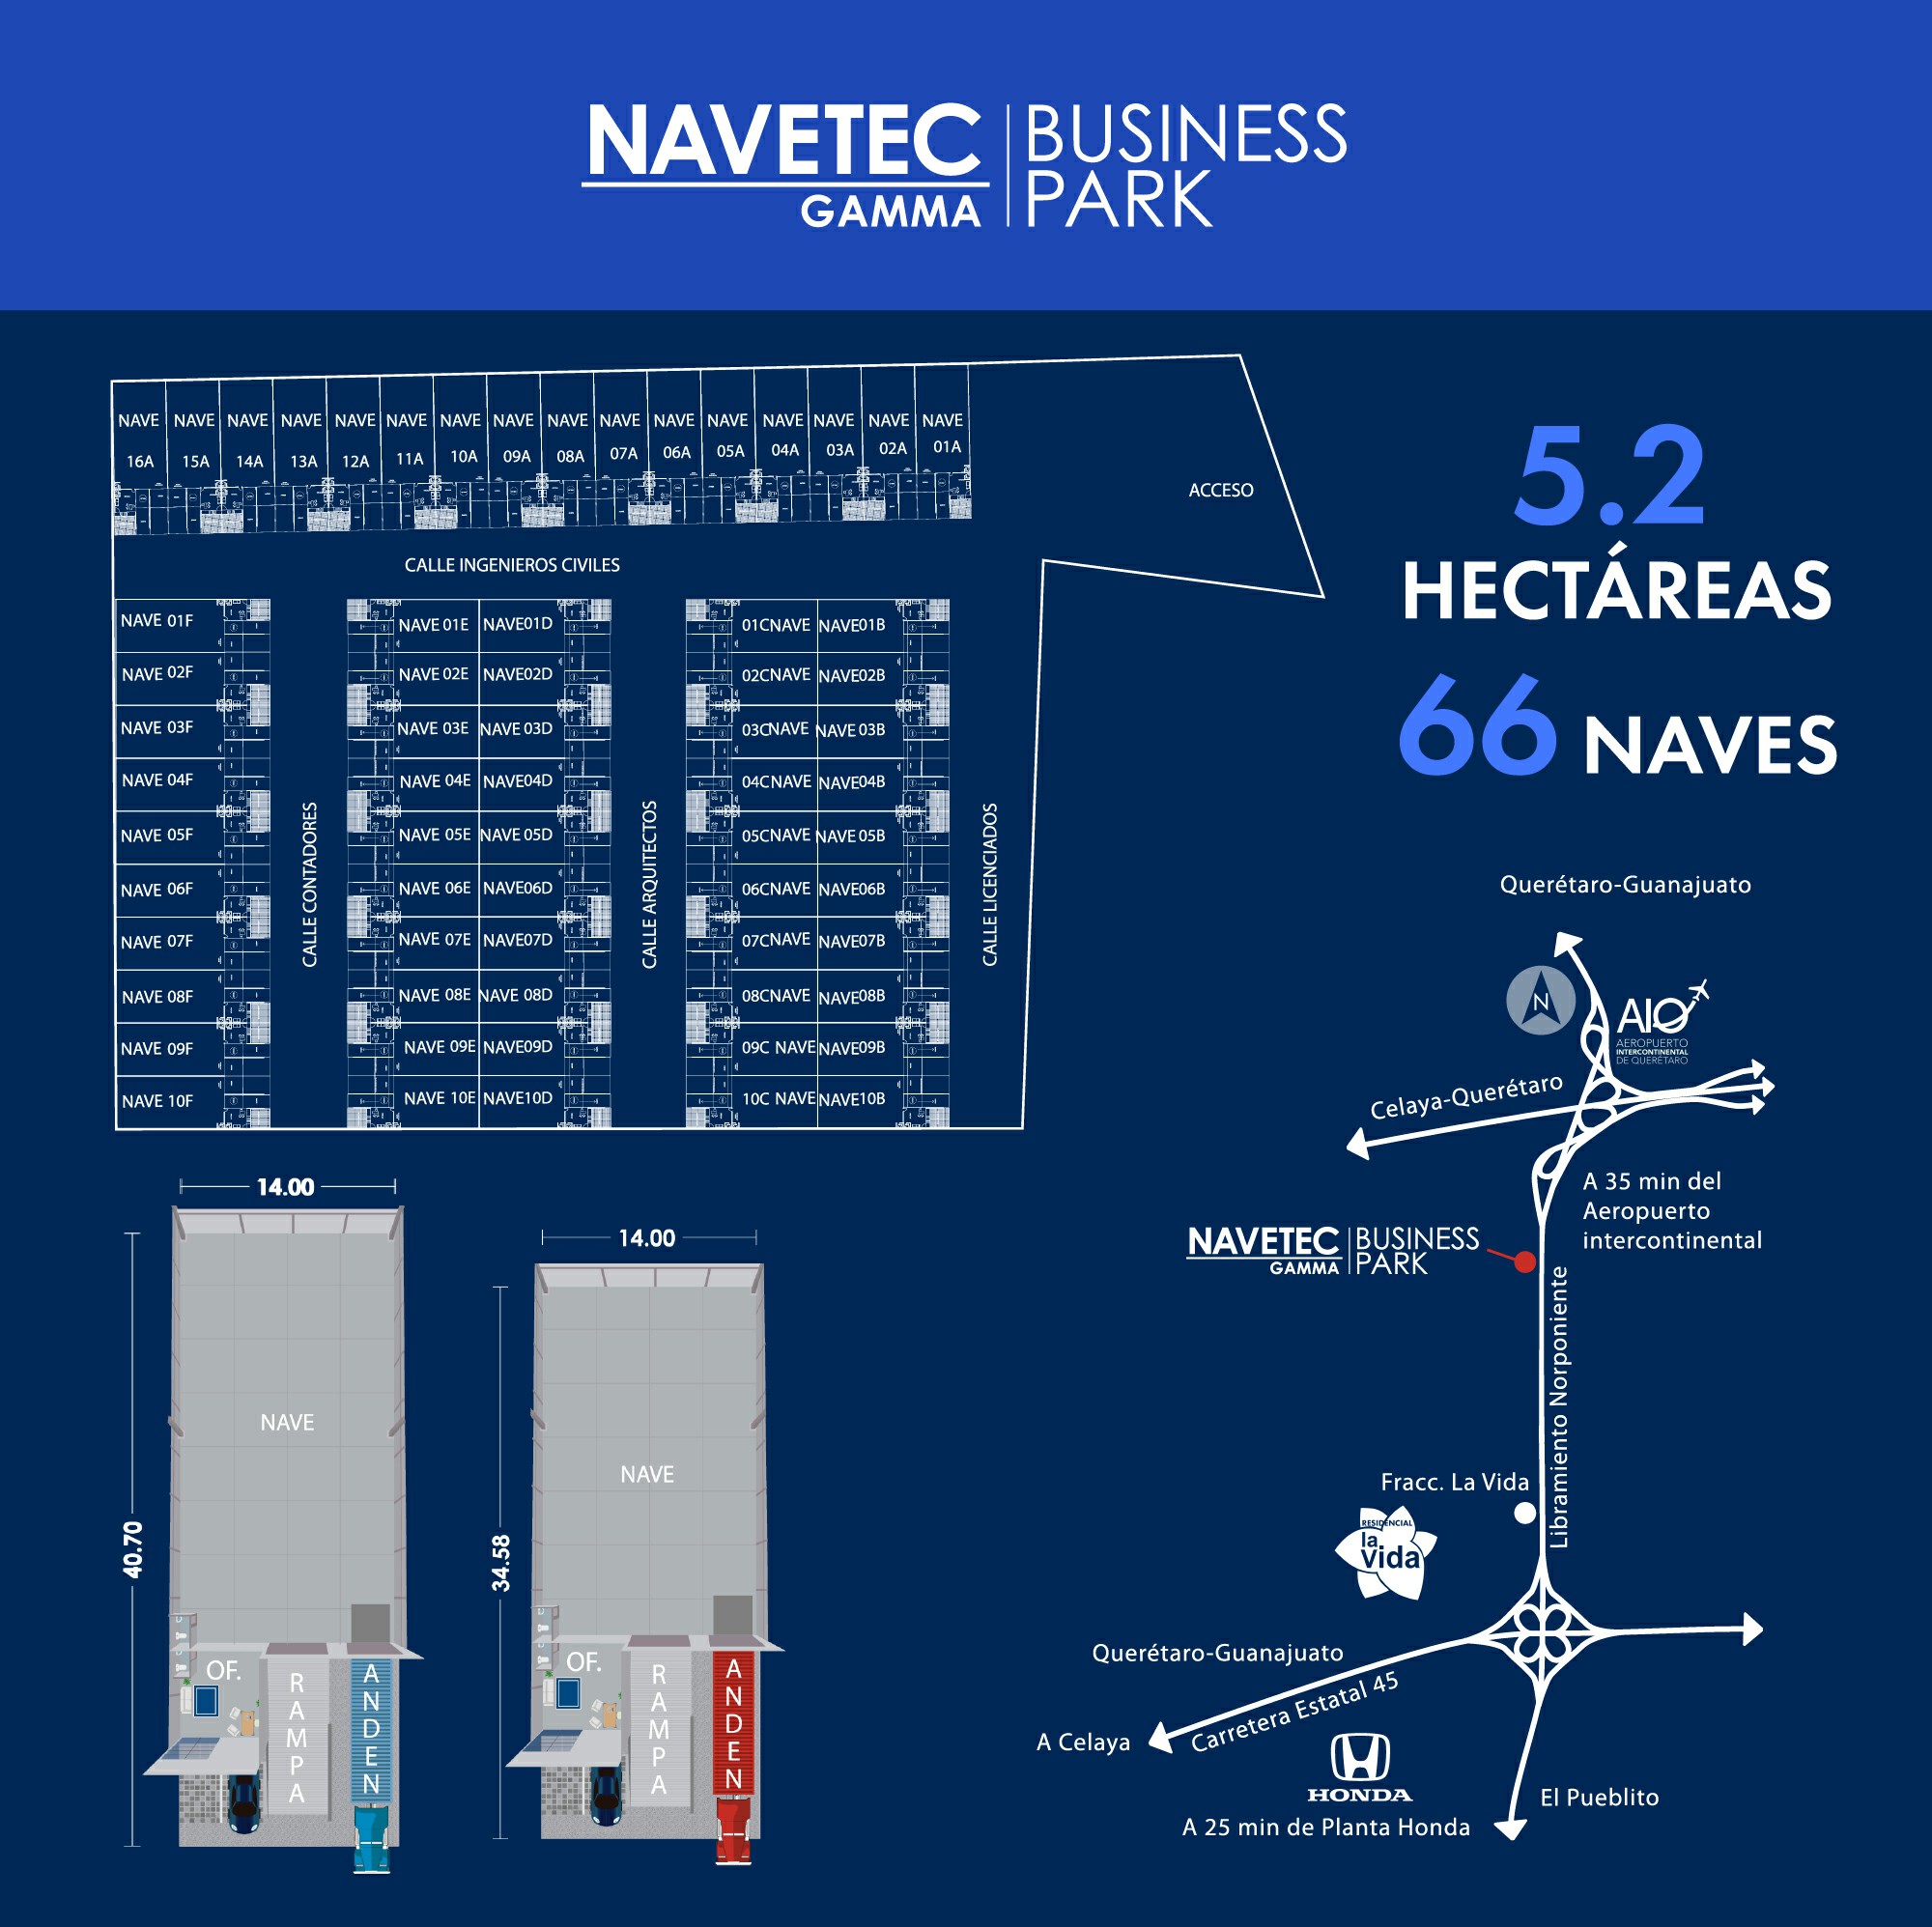 NAVETEC
GAMMA
BUSINESS
PARK
NAVE NAVE NAVE NAVE NAVE NAVE NAVE NAVE NAVE NAVE NAVE NAVE NAVE NAVE NAVE NAVE
16A 15A 14A 13A 12A 11A 10A 09A 08A 07A 06A 05A 04A 03A 02A 01A
ACCESO
CALLE INGENIEROS CIVILES
NAVE 01F
NAVE 02F
NAVE 03F
NAVE 04F
NAVE 05F
NAVE 06F
NAVE 07F
NAVE 08F
NAVE 09F
NAVE 10F
CALLE CONTADORES
NAVE 01E NAVE01D
NAVE 02E NAVE02D
NAVE 03E NAVE 03D
NAVE 04E NAVE04D
NAVE 05E NAVE 05D
NAVE 06E NAVE06D
NAVE 07E NAVE07D
NAVE 08E NAVE 08D
NAVE 09E NAVE09D
NAVE 10E NAVE10D
CALLE ARQUITECTOS
01CNAVE NAVE01B
02CNAVE NAVE02B
03CNAVE NAVE 03B
04CNAVE NAVE04B
05CNAVE NAVE 05B
06CNAVE NAVE06B
07CNAVE NAVE07B
08CNAVE NAVE08B
09C NAVE NAVE09B
10C NAVE NAVE10B
CALLE LICENCIADOS
5.2
HECTÁREAS
66 NAVES
14.00
40.70
NAVE
OF.
RAMPA
ANDEN
14.00
34.58
NAVE
OF.
RAMPA
ANDEN
Querétaro-Guanajuato
N
AIQ
AEROPUERTO
INTERCONTINENTAL
DE QUERÉTARO
Celaya-Querétaro
A 35 min del
Aeropuerto
intercontinental
NAVETEC
GAMMA
BUSINESS
PARK
Libramiento Norponiente
Fracc. La Vida
RESIDENCIAL
la
Vida
Querétaro-Guanajuato
Carretera Estatal 45
A Celaya
HONDA
A 25 min de Planta Honda
El Pueblito